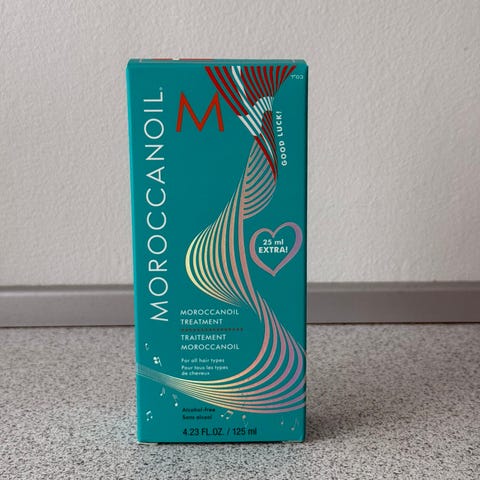 MOROCCANOIL®
M
GOOD LUCK!
25 ml
EXTRA!
MOROCCANOIL
TREATMENT
TRAITEMENT
MOROCCANOIL
For all hair types
Pour tous les types
de cheveux
Alcohol-free
Sans alcool
4.23 FL.OZ. / 125 ml